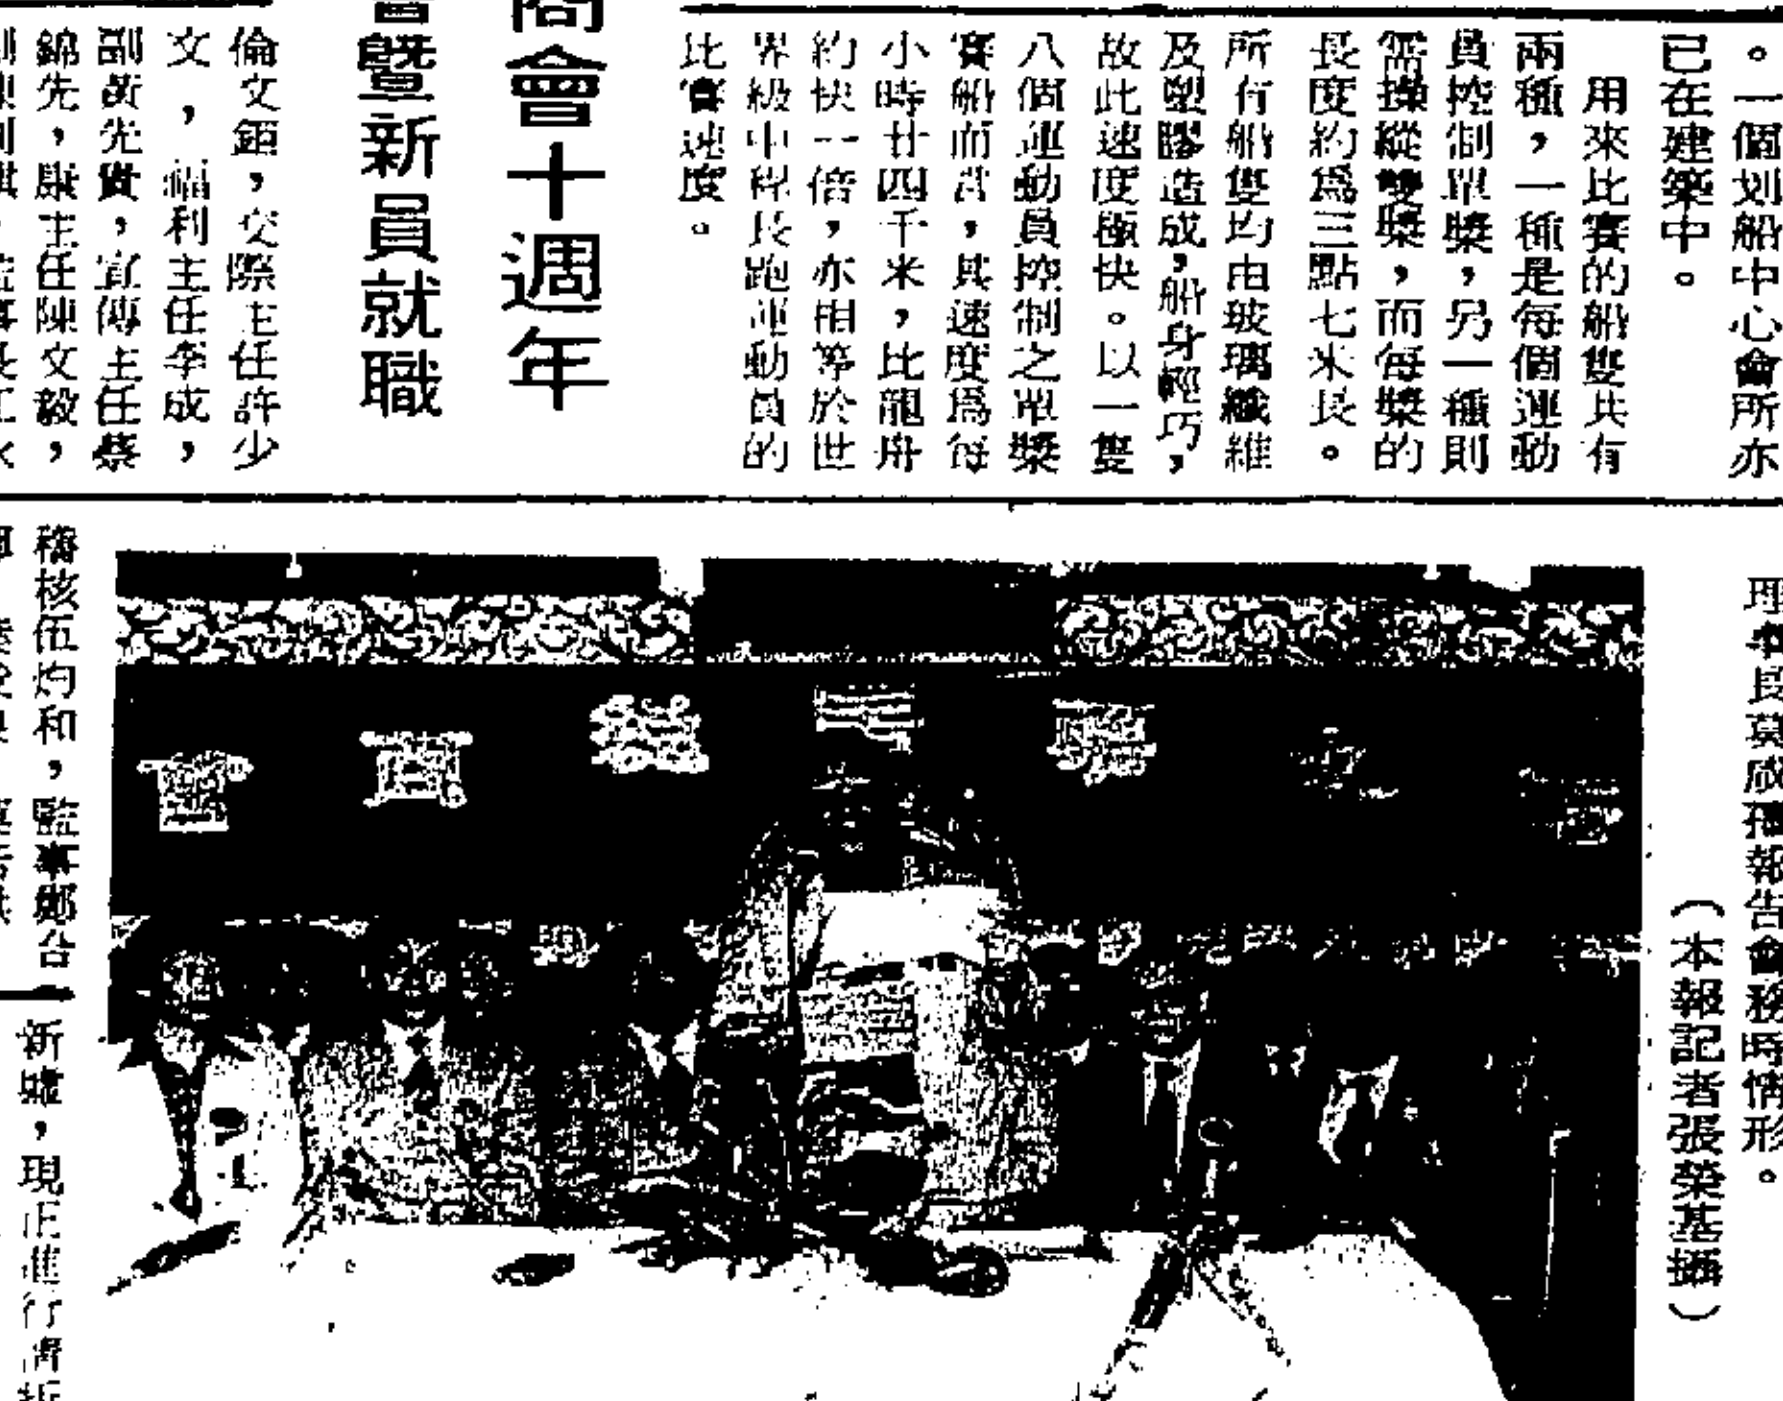 。一個划船中心會所亦
已在建築中。
用來比賽的船隻共有
兩種，一種是每個運動
員控制單槳，另一種則
需操縱雙槳，而每槳的
長度約爲三點七米長。
所有船隻均由玻璃纖維
及塑膠造成，船身輕巧，
故此速度極快。以一隻
八個運動員控制之單槳
賽船而言，其速度爲每
小時廿四千米，比龍舟
約快一倍，亦相等於世
界級中程長跑運動員的
比賽速度。
商會十週年
會暨新員就職
倫文鉅，交際主任許少
文，福利主任李成，
副黃先賢，宣傳主任蔡
錦先，康主任陳文毅，
理事長莫成禧報告會務時情形。
（本報記者張榮基攝）
稽核伍灼和，監事鄉台
新墟，現正進行清拆